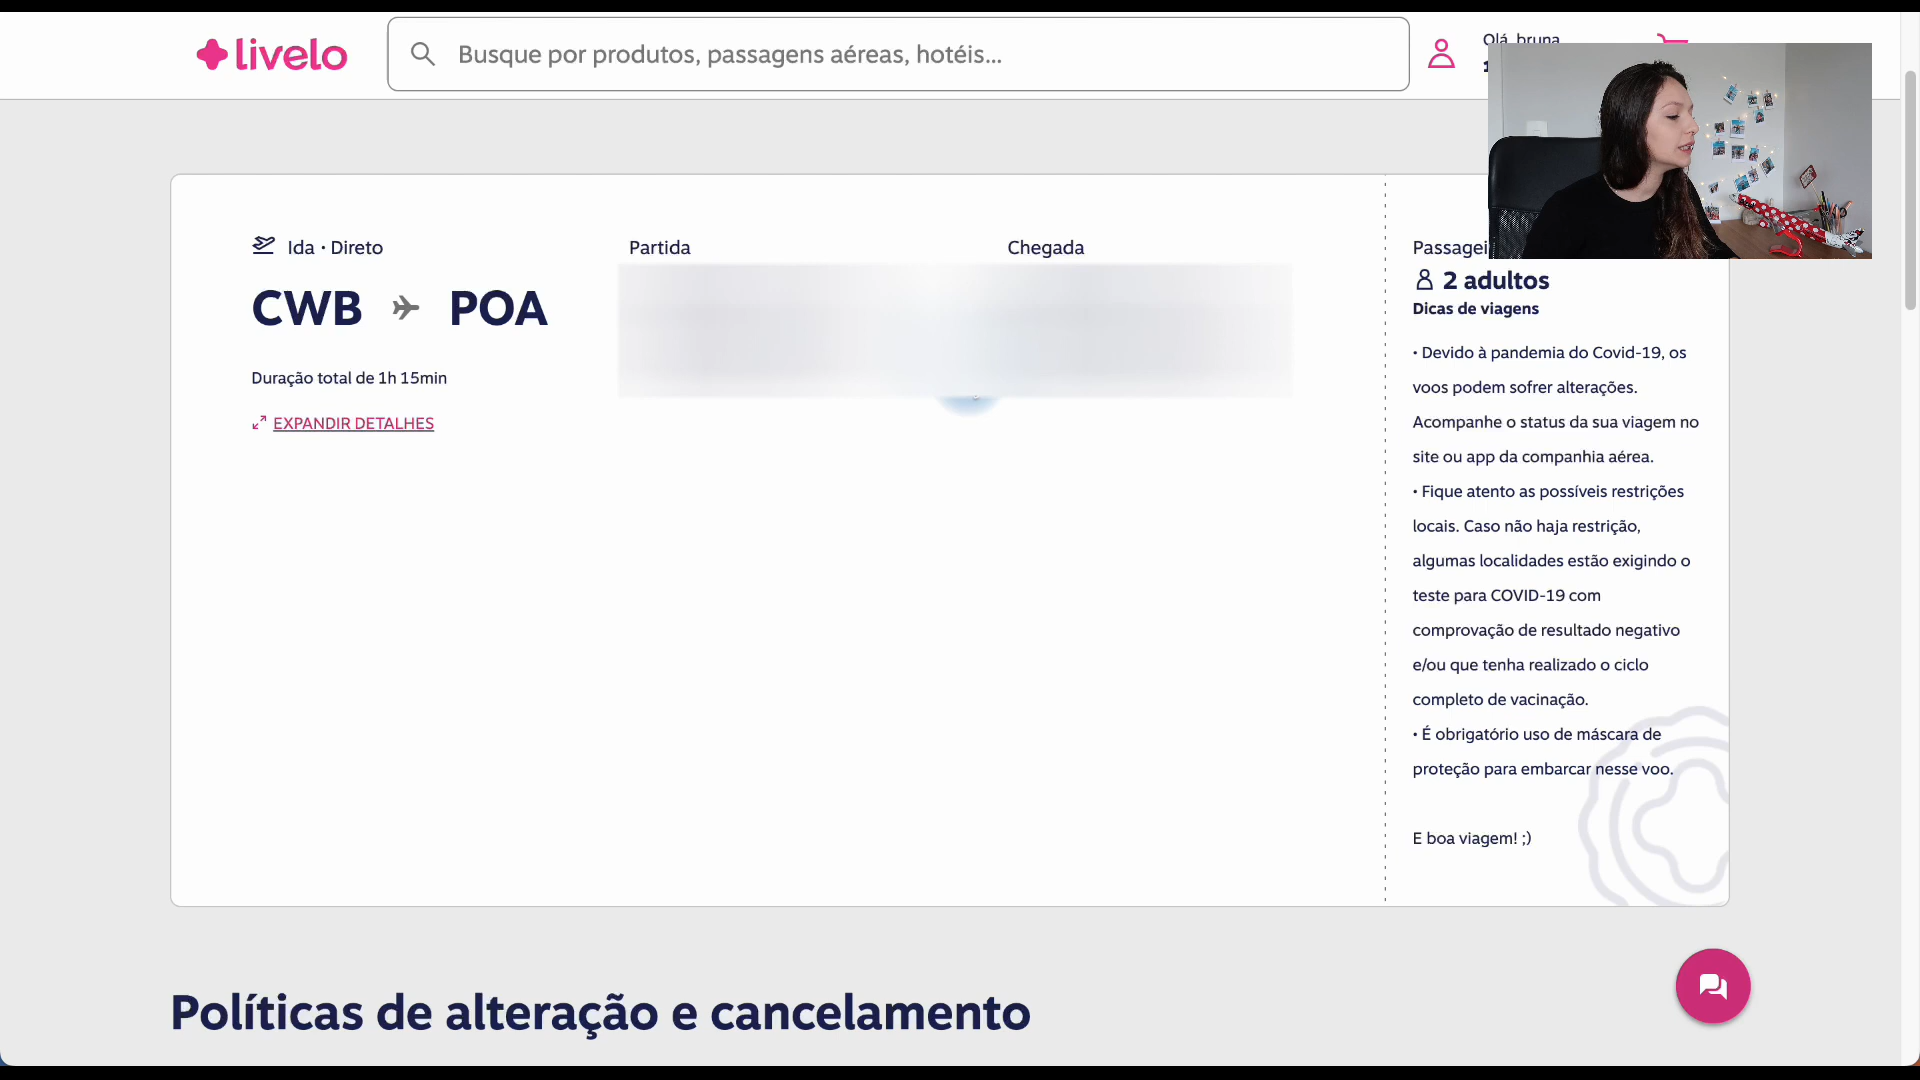 livelo
Busque por produtos, passagens aéreas, hotéis...
Olá, bruna
Ida • Direto
Partida
Chegada
CWB POA
Duração total de 1h 15min
EXPANDIR DETALHES
2 adultos
Dicas de viagens
• Devido à pandemia do Covid-19, os
voos podem sofrer alterações.
Acompanhe o status da sua viagem no
site ou app da companhia aérea.
• Fique atento as possíveis restrições
locais. Caso não haja restrição,
algumas localidades estão exigindo o
teste para COVID-19 com
comprovação de resultado negativo
e/ou que tenha realizado o ciclo
completo de vacinação.
• É obrigatório uso de máscara de
proteção para embarcar nesse voo.
E boa viagem! ;)
Políticas de alteração e cancelamento